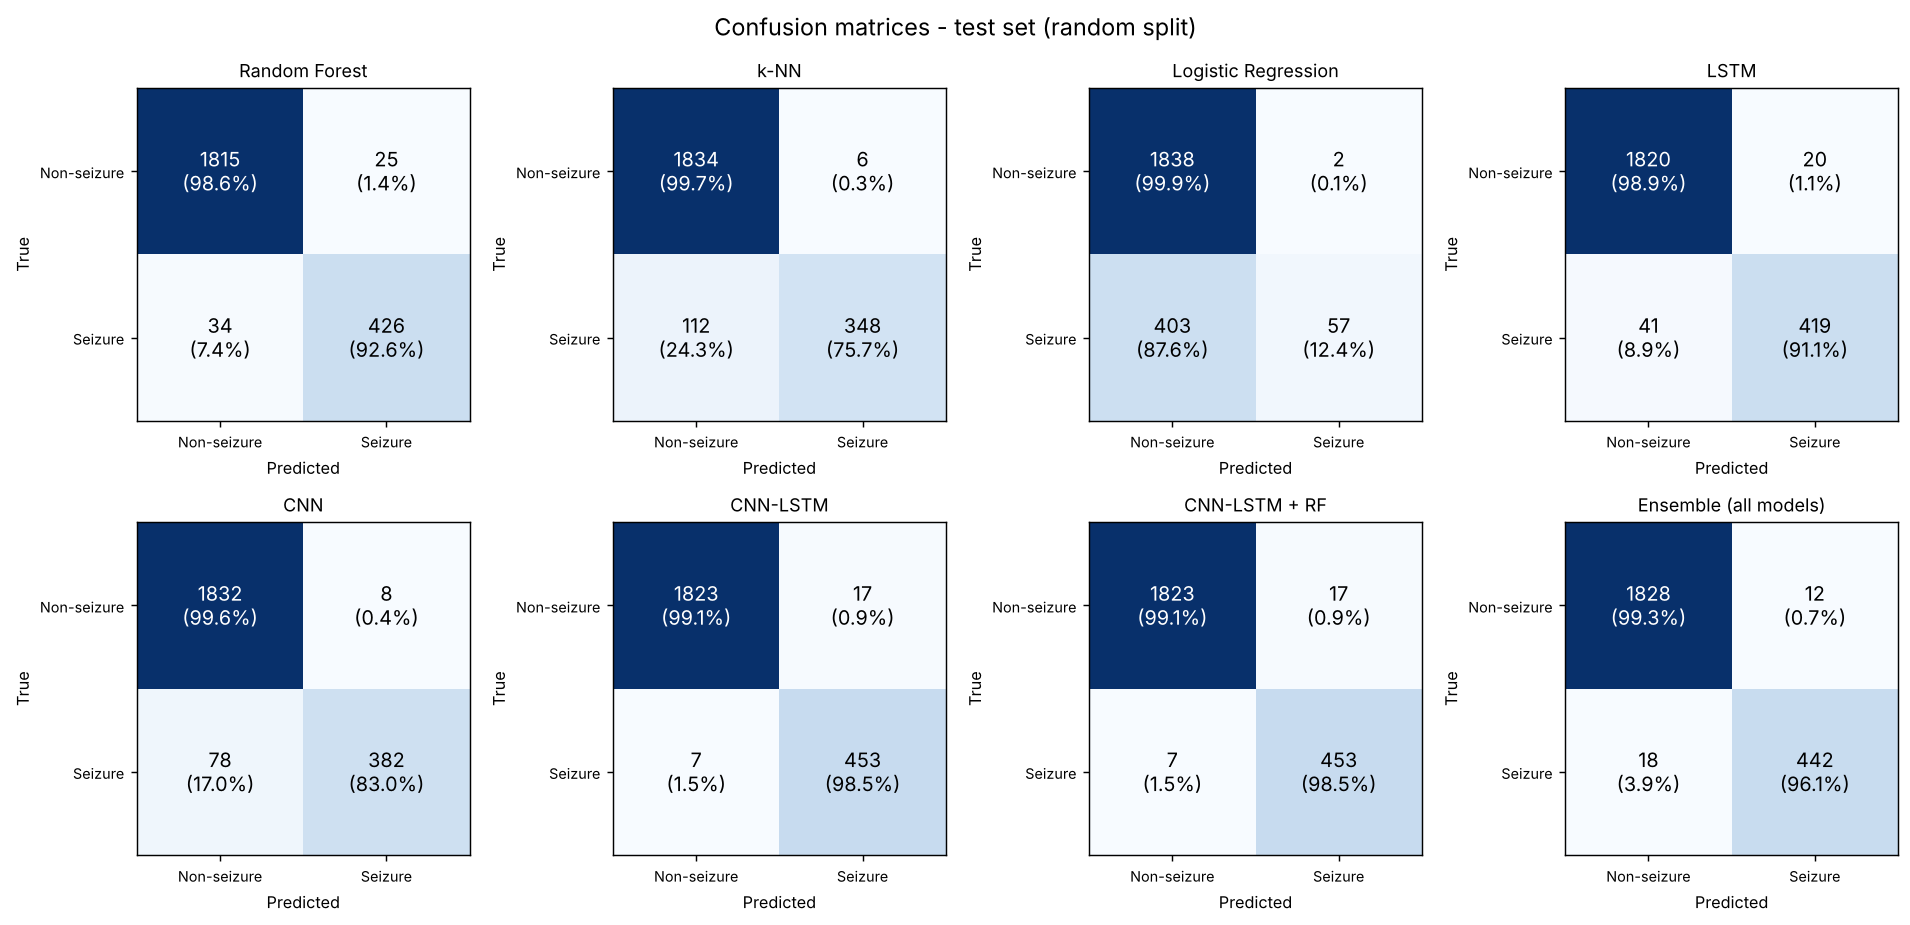 Confusion matrices - test set (random split)
Random Forest
True
Non-seizure
1815
(98.6%)
25
(1.4%)
Seizure
34
(7.4%)
426
(92.6%)
Non-seizure
Seizure
Predicted
k-NN
True
Non-seizure
1834
(99.7%)
6
(0.3%)
Seizure
112
(24.3%)
348
(75.7%)
Non-seizure
Seizure
Predicted
Logistic Regression
True
Non-seizure
1838
(99.9%)
2
(0.1%)
Seizure
403
(87.6%)
57
(12.4%)
Non-seizure
Seizure
Predicted
LSTM
True
Non-seizure
1820
(98.9%)
20
(1.1%)
Seizure
41
(8.9%)
419
(91.1%)
Non-seizure
Seizure
Predicted
CNN
True
Non-seizure
1832
(99.6%)
8
(0.4%)
Seizure
78
(17.0%)
382
(83.0%)
Non-seizure
Seizure
Predicted
CNN-LSTM
True
Non-seizure
1823
(99.1%)
17
(0.9%)
Seizure
7
(1.5%)
453
(98.5%)
Non-seizure
Seizure
Predicted
CNN-LSTM + RF
True
Non-seizure
1823
(99.1%)
17
(0.9%)
Seizure
7
(1.5%)
453
(98.5%)
Non-seizure
Seizure
Predicted
Ensemble (all models)
True
Non-seizure
1828
(99.3%)
12
(0.7%)
Seizure
18
(3.9%)
442
(96.1%)
Non-seizure
Seizure
Predicted